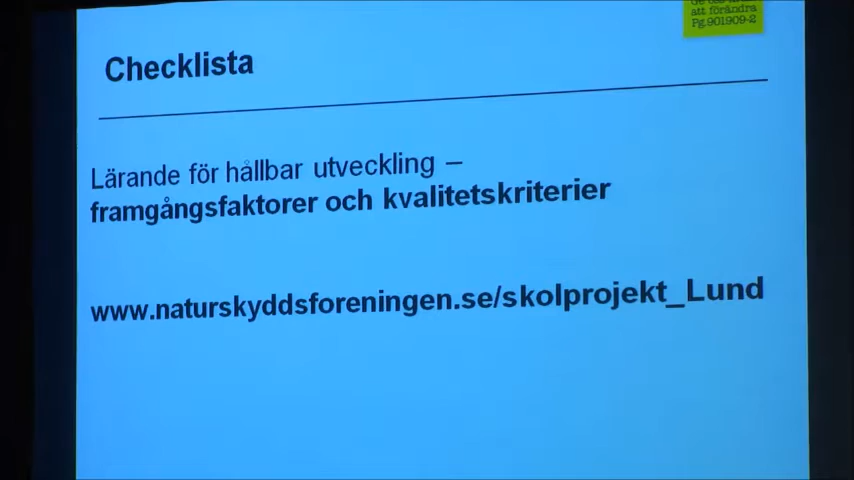 att förändra
Pg.901909-2
Checklista
Lärande för hållbar utveckling –
framgångsfaktorer och kvalitetskriterier
www.naturskyddsforeningen.se/skolprojekt_Lund